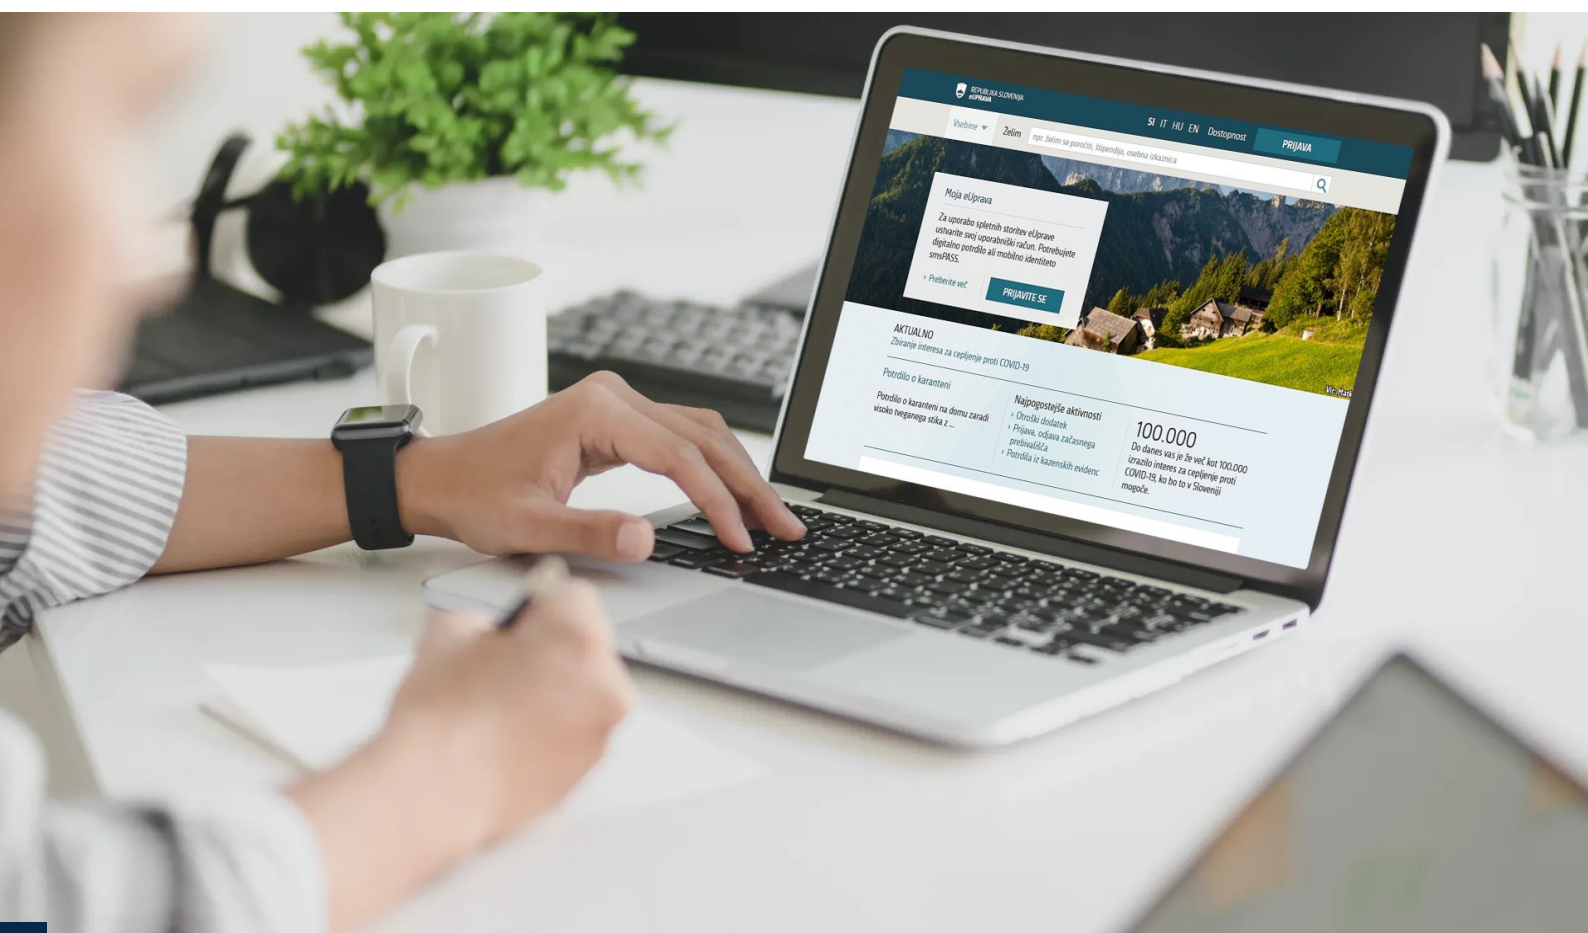 REPUBLIKA SLOVENIJA
eUPRAVA
SI IT HU EN Dostopnost PRIJAVA
Vsebine Želim npr. želim se poročiti, štipendija, osebna izkaznica
Moja eUprava
Za uporabo spletnih storitev eUprave
ustvarite svoj uporabniški račun. Potrebujete
digitalno potrdilo ali mobilno identiteto
smsPASS.
› Preberite več
PRIJAVITE SE
AKTUALNO
Zbiranje interesa za cepljenje proti COVID-19
Potrdilo o karanteni
Potrdilo o karanteni na domu zaradi
visoko tveganega stika z ...
Najpogostejše aktivnosti
› Otroški dodatek
› Prijava, odjava začasnega
prebivališča
› Potrdila iz kazenskih evidenc
100.000
Do danes vas je že več kot 100.000
izrazilo interes za cepljenje proti
COVID-19, ko bo to v Sloveniji
mogoče.